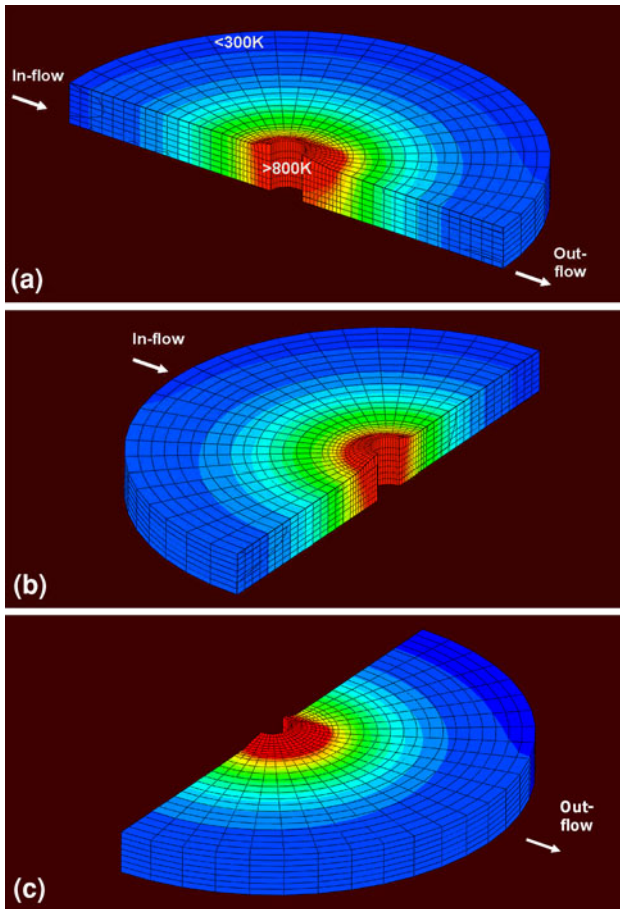 <300K
In-flow
>800K
Out-
flow
(a)
In-flow
(b)
Out-
flow
(c)